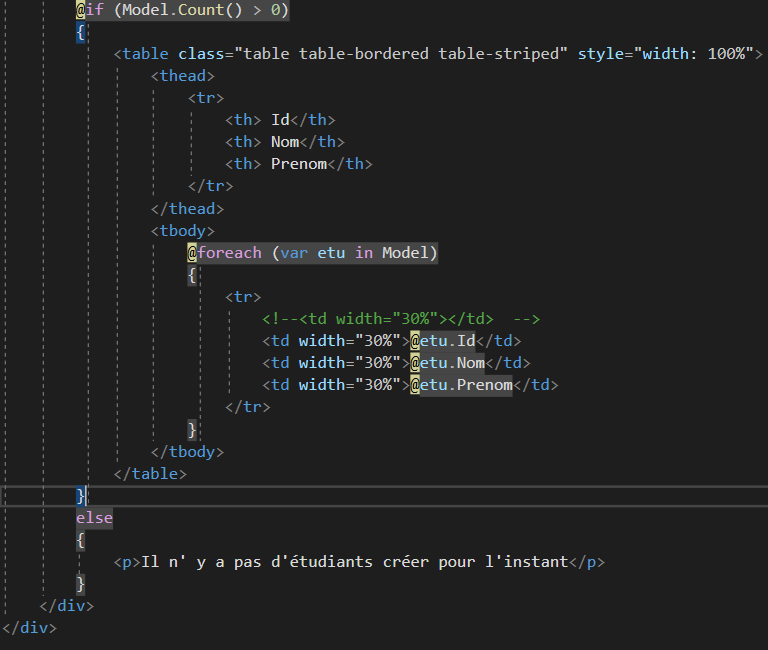 @if (Model.Count() > 0)
{
<table class="table table-bordered table-striped" style="width: 100%">
<thead>
<tr>
<th> Id</th>
<th> Nom</th>
<th> Prenom</th>
</tr>
</thead>
<tbody>
@foreach (var etu in Model)
{
<tr>
<!--<td width="30%"></td>  -->
<td width="30%">@etu.Id</td>
<td width="30%">@etu.Nom</td>
<td width="30%">@etu.Prenom</td>
</tr>
}
</tbody>
</table>
}
else
{
<p>Il n' y a pas d'étudiants créer pour l'instant</p>
}
</div>
</div>